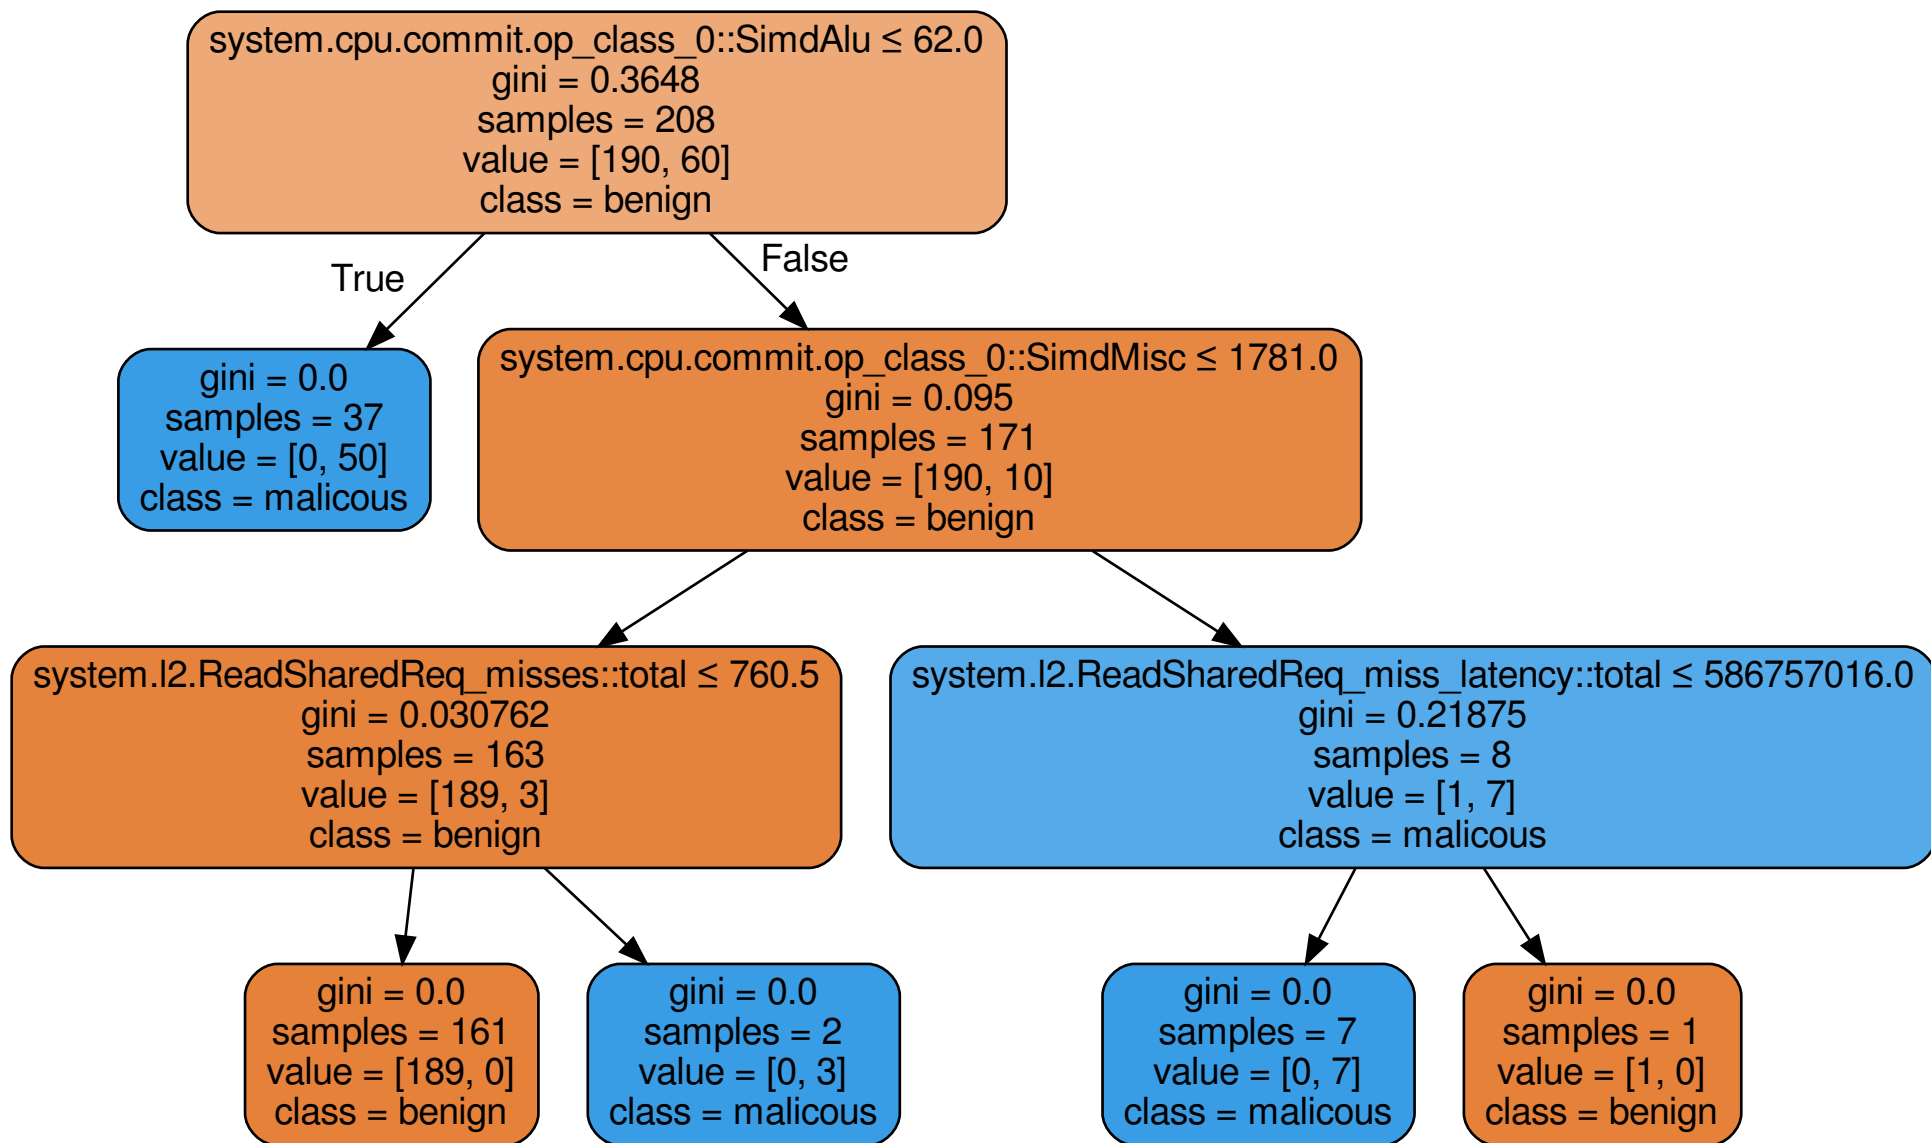 system.cpu.commit.op_class_0::SimdAlu ≤ 62.0
gini = 0.3648
samples = 208
value = [190, 60]
class = benign
True
False
gini = 0.0
samples = 37
value = [0, 50]
class = malicous
system.cpu.commit.op_class_0::SimdMisc ≤ 1781.0
gini = 0.095
samples = 171
value = [190, 10]
class = benign
system.l2.ReadSharedReq_misses::total ≤ 760.5
gini = 0.030762
samples = 163
value = [189, 3]
class = benign
system.l2.ReadSharedReq_miss_latency::total ≤ 586757016.0
gini = 0.21875
samples = 8
value = [1, 7]
class = malicous
gini = 0.0
samples = 161
value = [189, 0]
class = benign
gini = 0.0
samples = 2
value = [0, 3]
class = malicous
gini = 0.0
samples = 7
value = [0, 7]
class = malicous
gini = 0.0
samples = 1
value = [1, 0]
class = benign